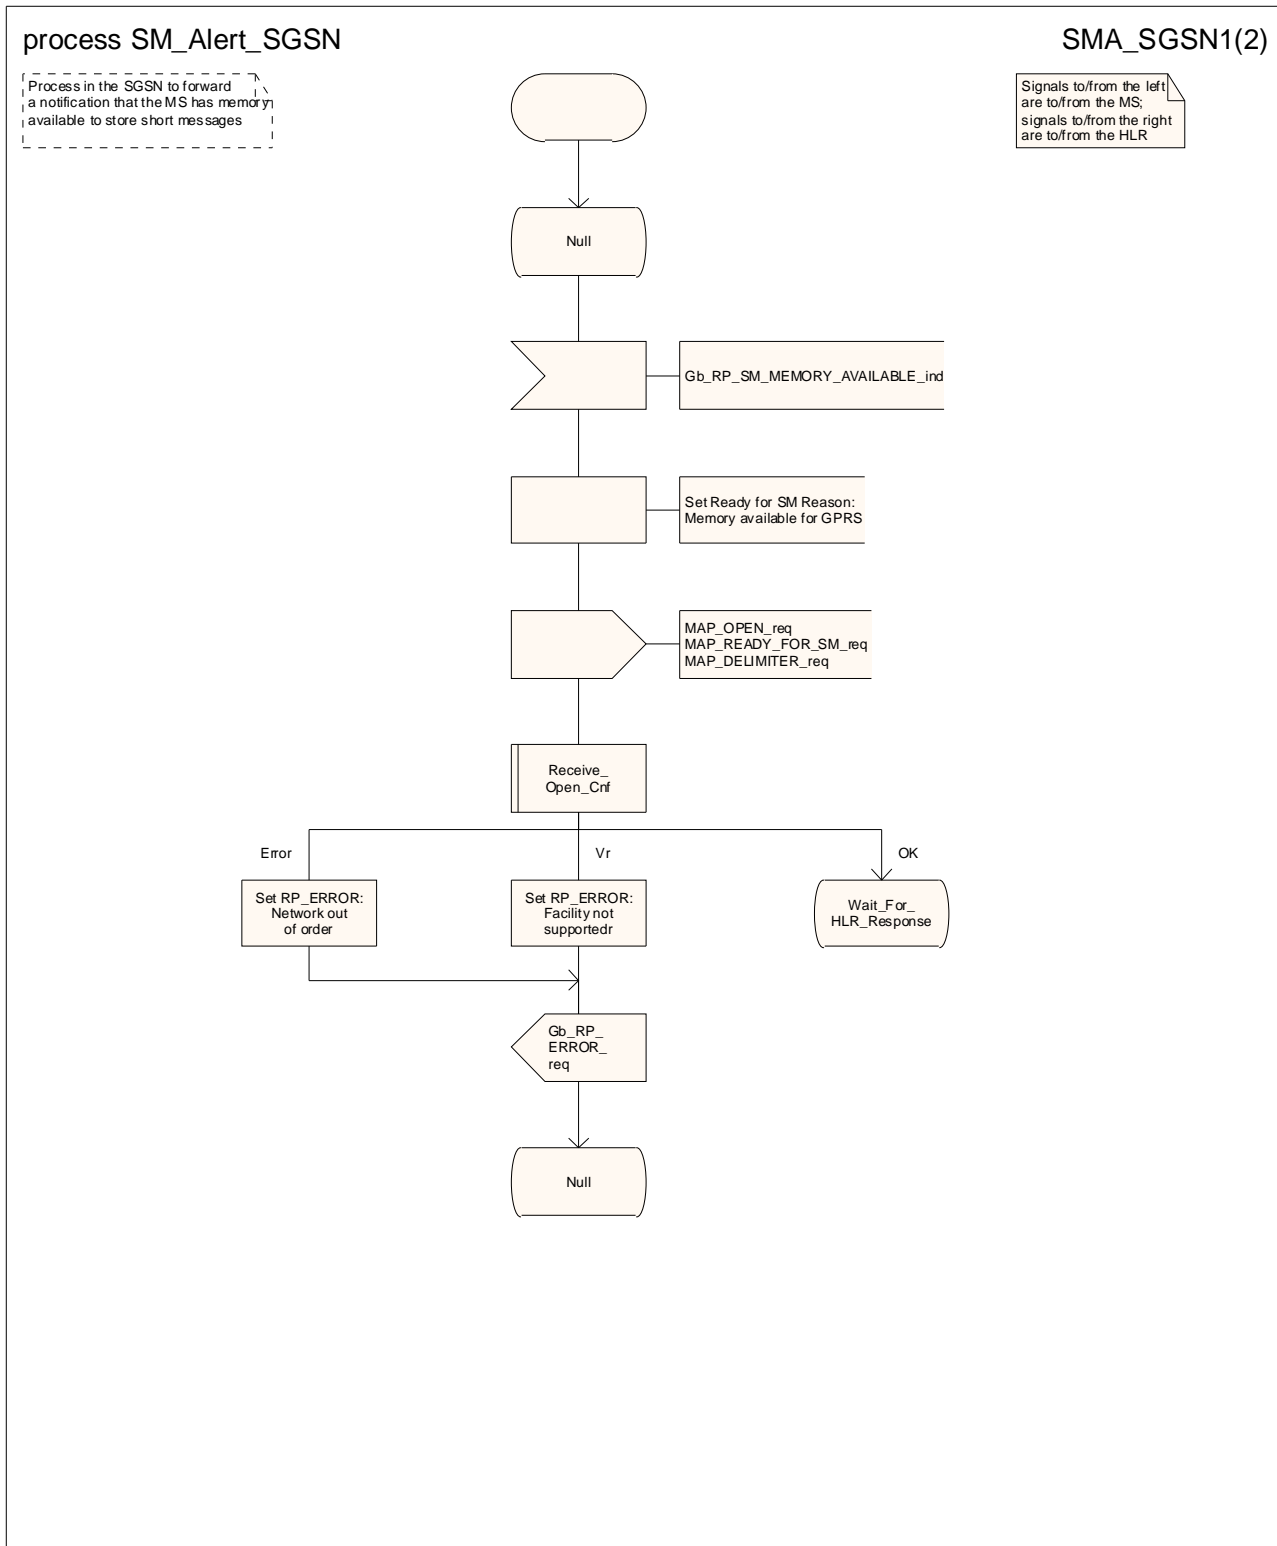 process SM_Alert_SGSN
SMA_SGSN1(2)
Process in the SGSN to forward
a notification that the MS has memory
available to store short messages
Signals to/from the left
are to/from the MS;
signals to/from the right
are to/from the HLR
Null
Gb_RP_SM_MEMORY_AVAILABLE_ind
Set Ready for SM Reason:
Memory available for GPRS
MAP_OPEN_req
MAP_READY_FOR_SM_req
MAP_DELIMITER_req
Receive_
Open_Cnf
Error
Vr
OK
Set RP_ERROR:
Network out
of order
Set RP_ERROR:
Facility not
supportedr
Wait_For_
HLR_Response
Gb_RP_
ERROR_
req
Null